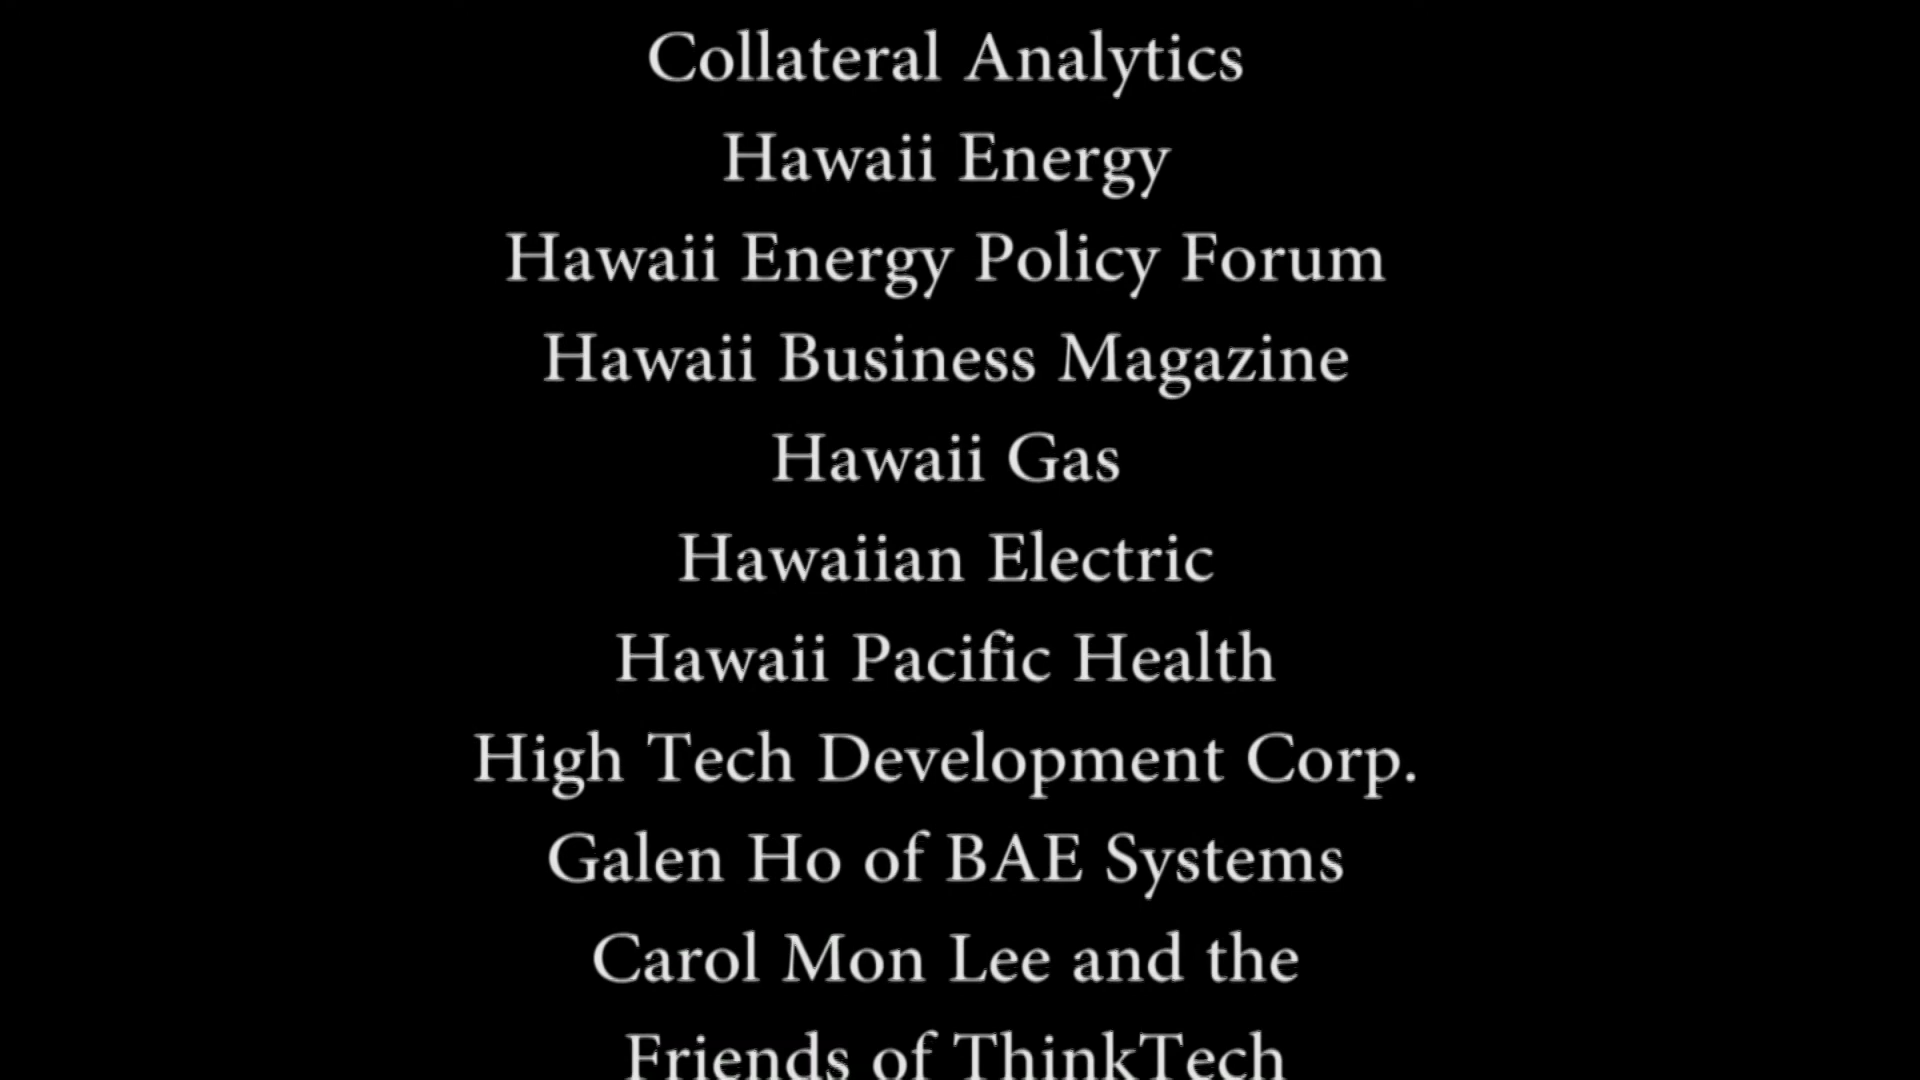 Collateral Analytics
Hawaii Energy
Hawaii Energy Policy Forum
Hawaii Business Magazine
Hawaii Gas
Hawaiian Electric
Hawaii Pacific Health
High Tech Development Corp.
Galen Ho of BAE Systems
Carol Mon Lee and the
Friends of ThinkTech